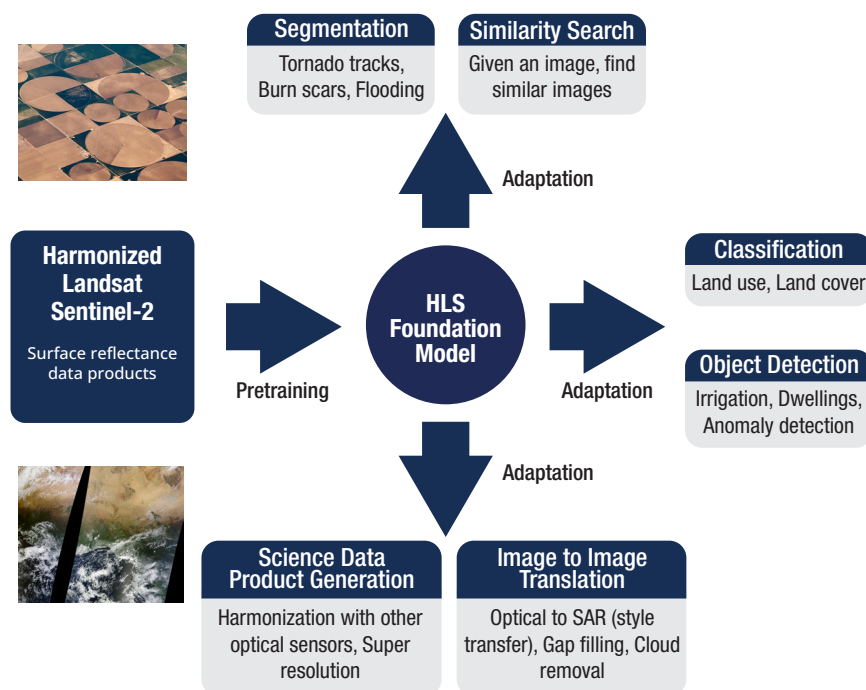 Segmentation
Tornado tracks,
Burn scars, Flooding
Similarity Search
Given an image, find
similar images
Adaptation
Harmonized
Landsat
Sentinel-2
Surface reflectance
data products
Pretraining
HLS
Foundation
Model
Adaptation
Classification
Land use, Land cover
Object Detection
Irrigation, Dwellings,
Anomaly detection
Adaptation
Science Data
Product Generation
Harmonization with other
optical sensors, Super
resolution
Image to Image
Translation
Optical to SAR (style
transfer), Gap filling, Cloud
removal